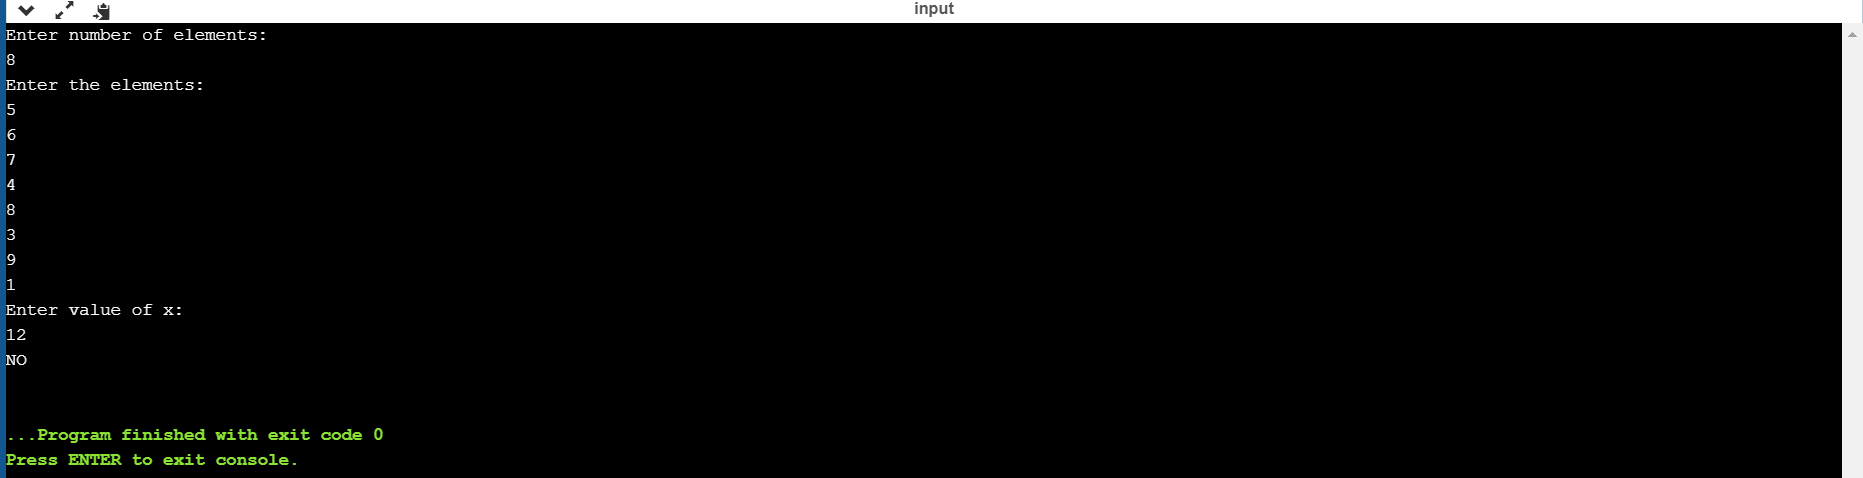 input
Enter number of elements:
8
Enter the elements:
5
6
7
4
8
3
9
1
Enter value of x:
12
NO
...Program finished with exit code 0
Press ENTER to exit console.